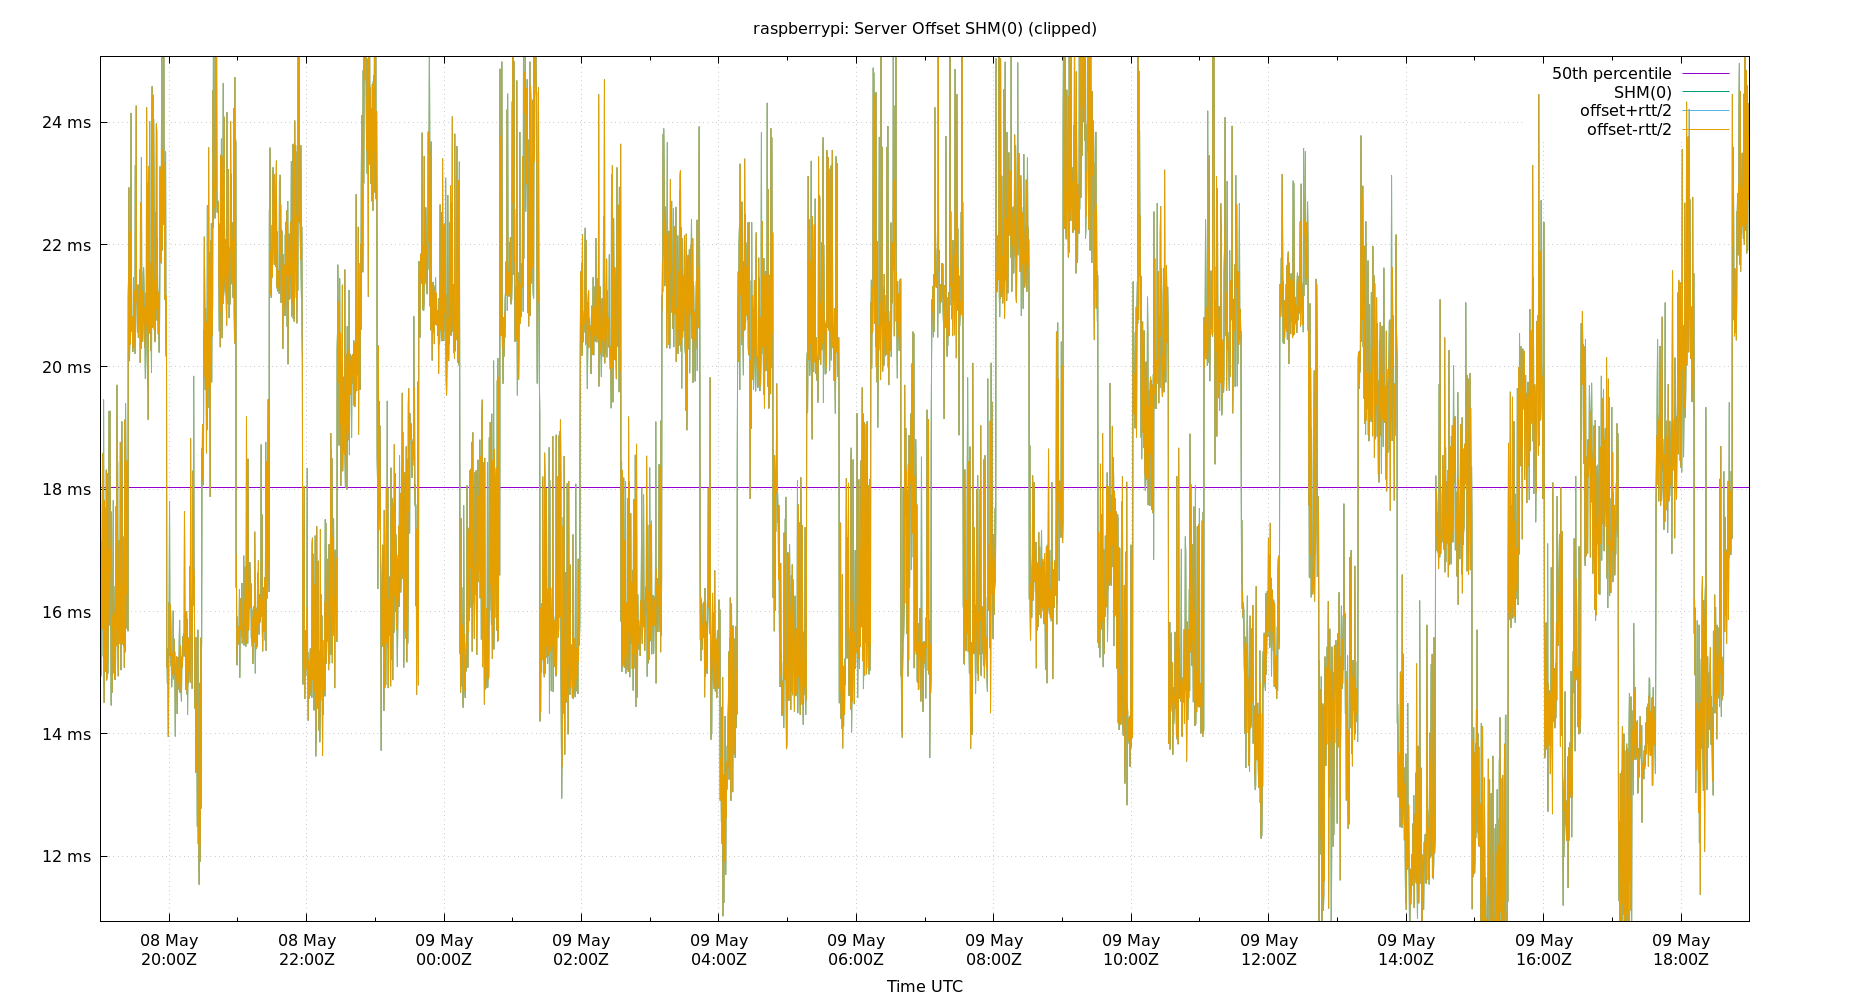 raspberrypi: Server Offset SHM(0) (clipped)
50th percentile
SHM(0)
offset+rtt/2
offset-rtt/2
24 ms
22 ms
20 ms
18 ms
16 ms
14 ms
12 ms
08 May 08 May 09 May 09 May 09 May 09 May 09 May 09 May 09 May 09 May 09 May 09 May
20:00Z 22:00Z 00:00Z 02:00Z 04:00Z 06:00Z 08:00Z 10:00Z 12:00Z 14:00Z 16:00Z 18:00Z
Time UTC